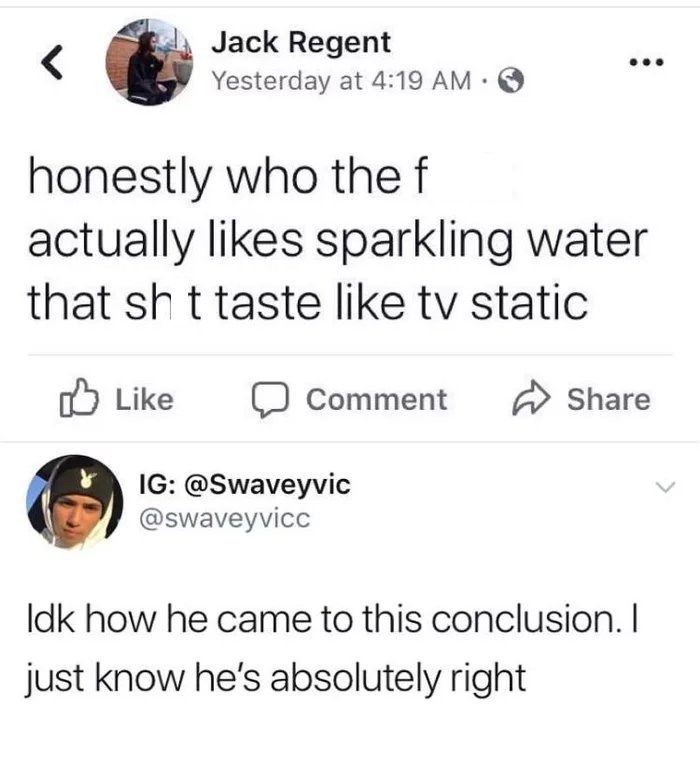 Jack Regent
Yesterday at 4:19 AM ·
honestly who the f
actually likes sparkling water
that sh t taste like tv static
Like Comment Share
IG: @Swaveyvic
@swaveyvicc
Idk how he came to this conclusion. I
just know he's absolutely right